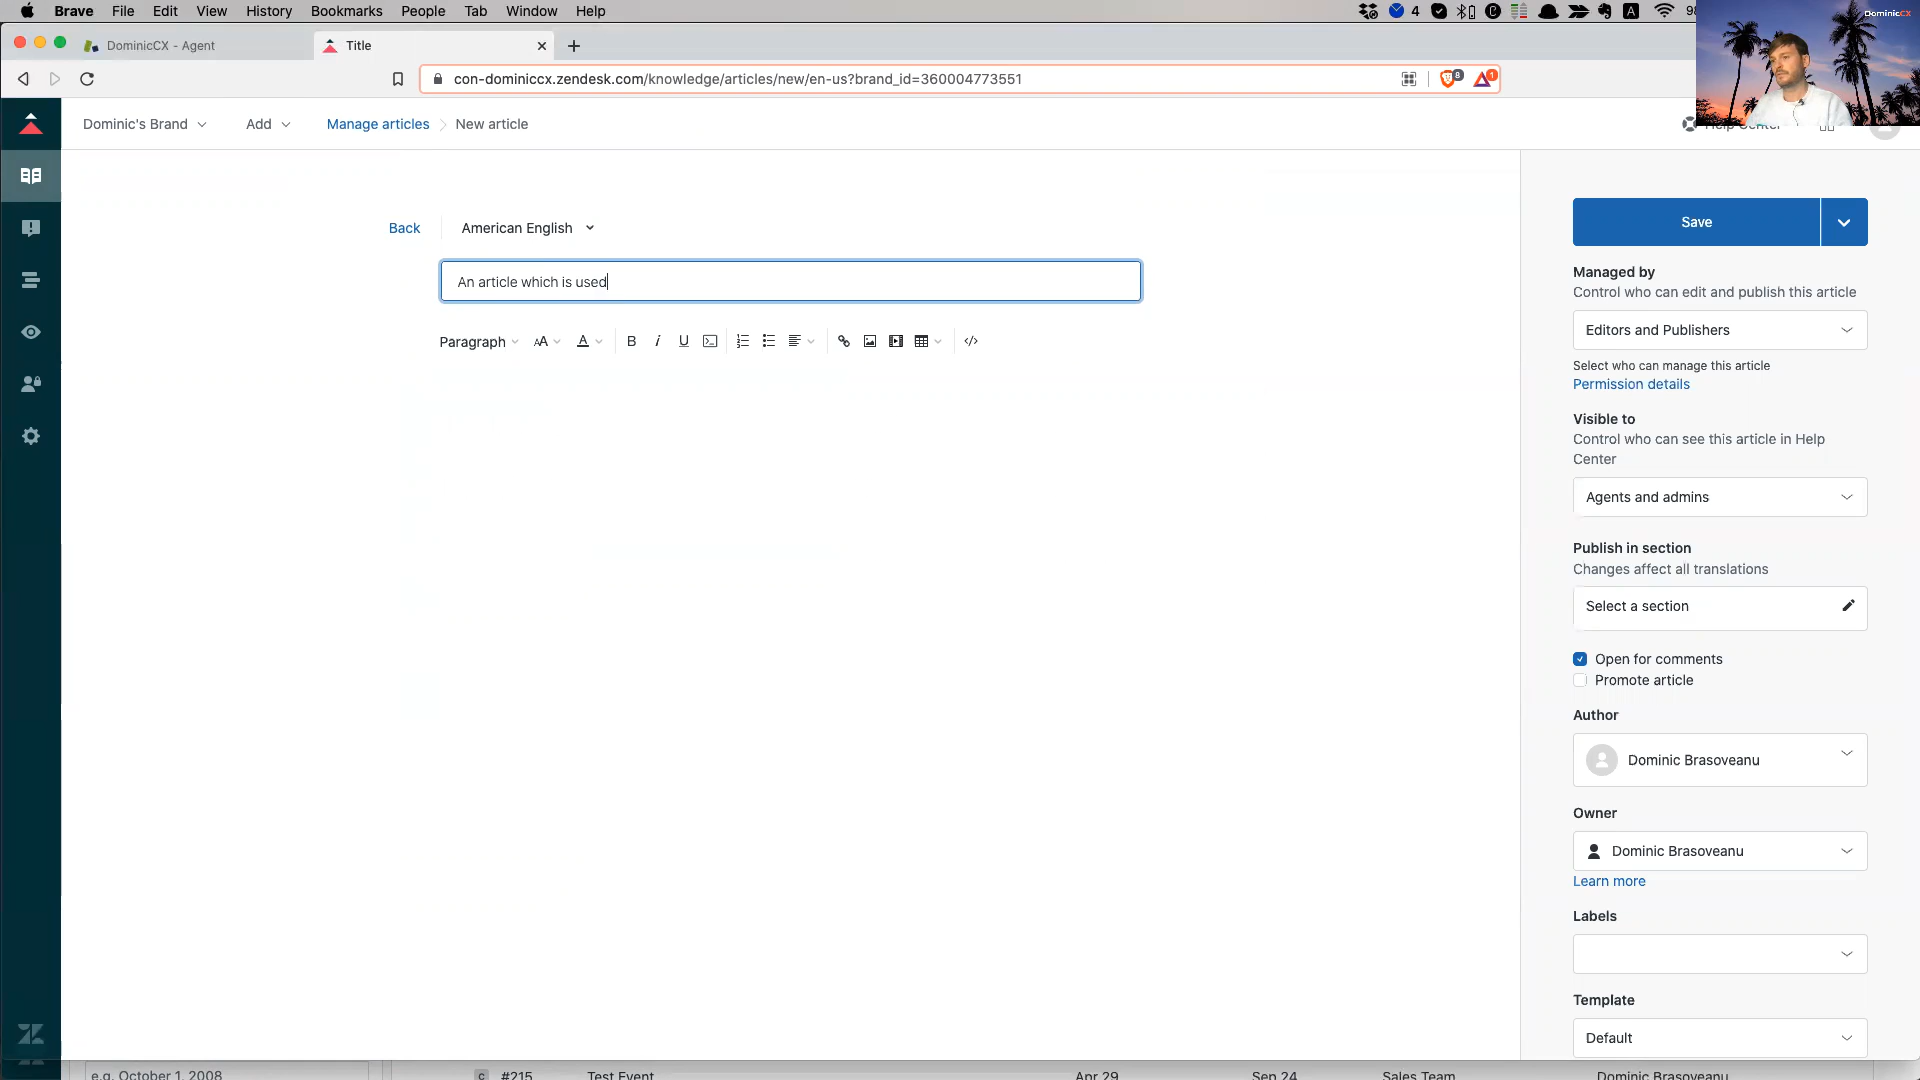 Brave File Edit View History Bookmarks People Tab Window Help 4
DominicCX
DominicCX - Agent
Title
con-dominiccx.zendesk.com/knowledge/articles/new/en-us?brand_id=360004773551
8
1
Dominic's Brand Add Manage articles New article
Back American English
An article which is used
Paragraph
Save
Managed by
Control who can edit and publish this article
Editors and Publishers
Select who can manage this article
Permission details
Visible to
Control who can see this article in Help
Center
Agents and admins
Publish in section
Changes affect all translations
Select a section
Open for comments
Promote article
Author
Dominic Brasoveanu
Owner
Dominic Brasoveanu
Learn more
Labels
Template
Default
e.g. October 1, 2008 #215 Test Event Apr 29 Sep 24 Sales Team Dominic Brasoveanu